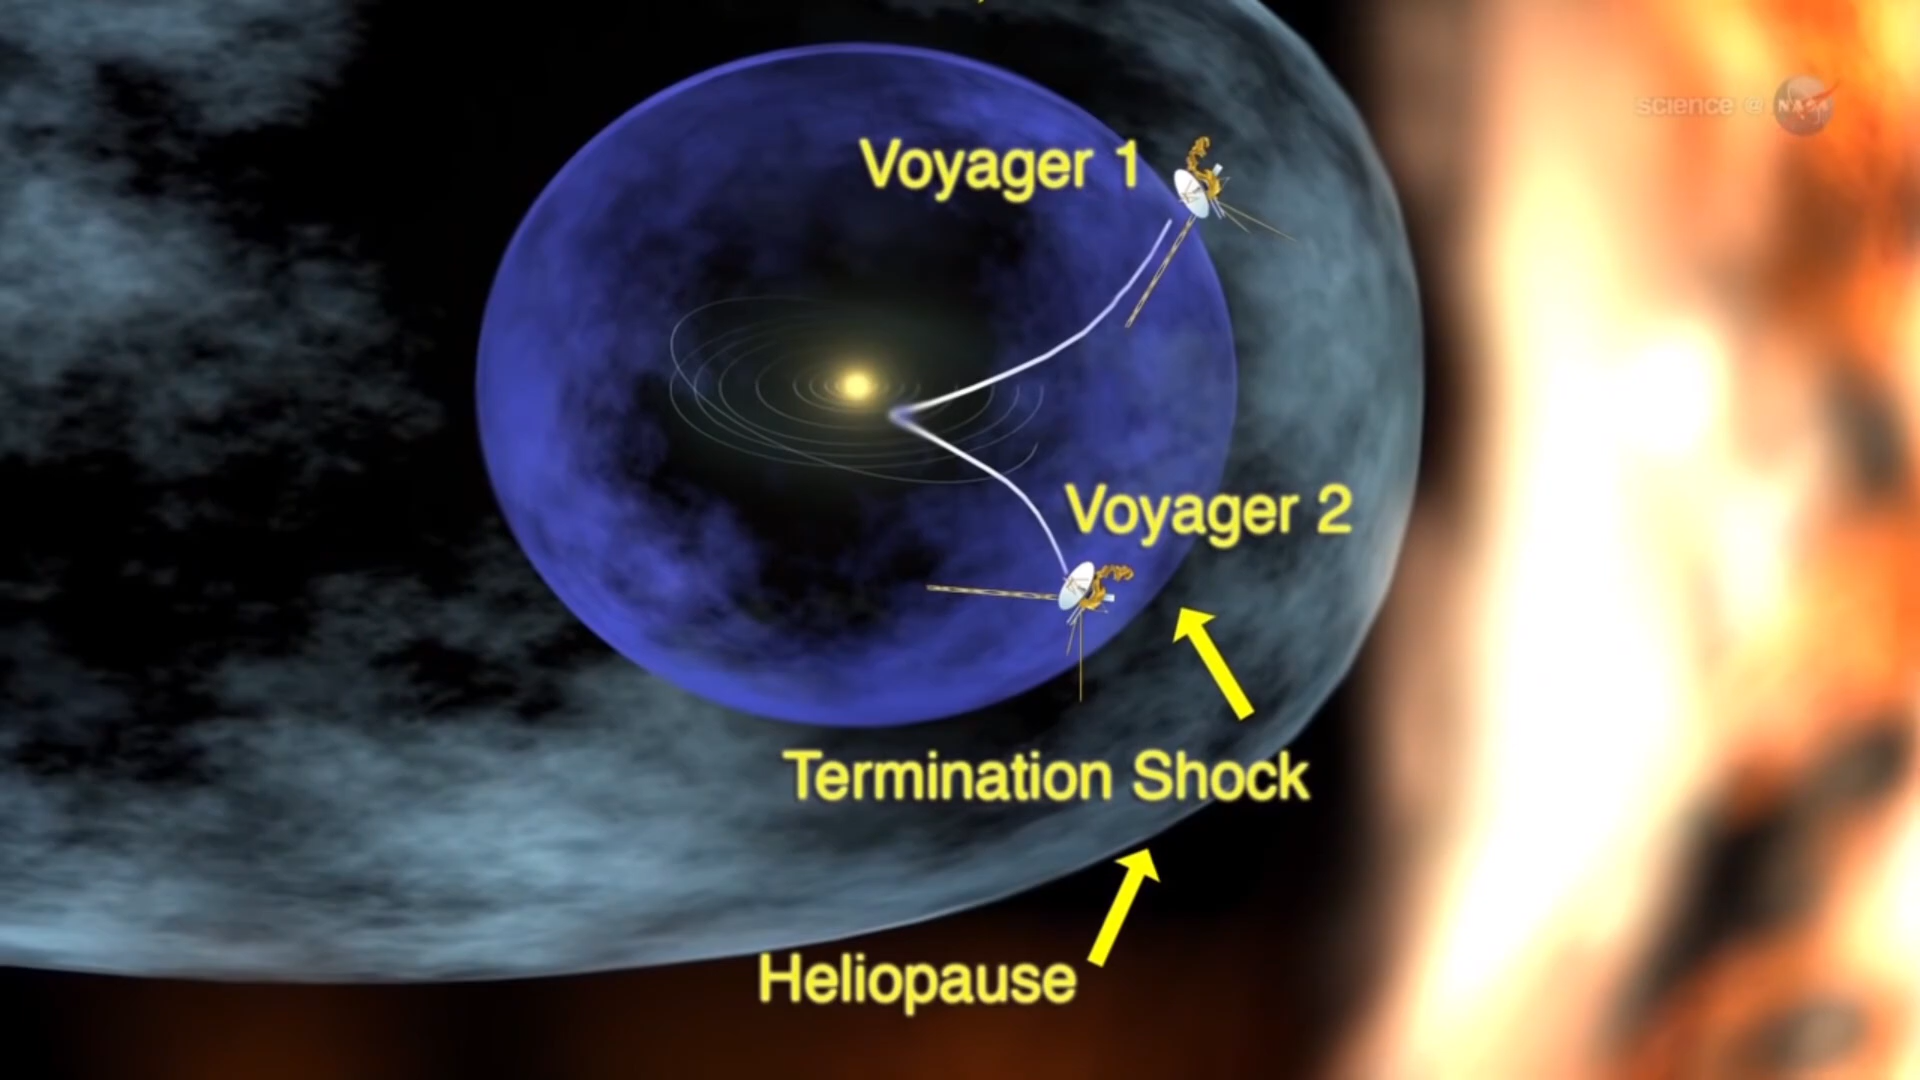 science @ NASA
Voyager 1
Voyager 2
Termination Shock
Heliopause